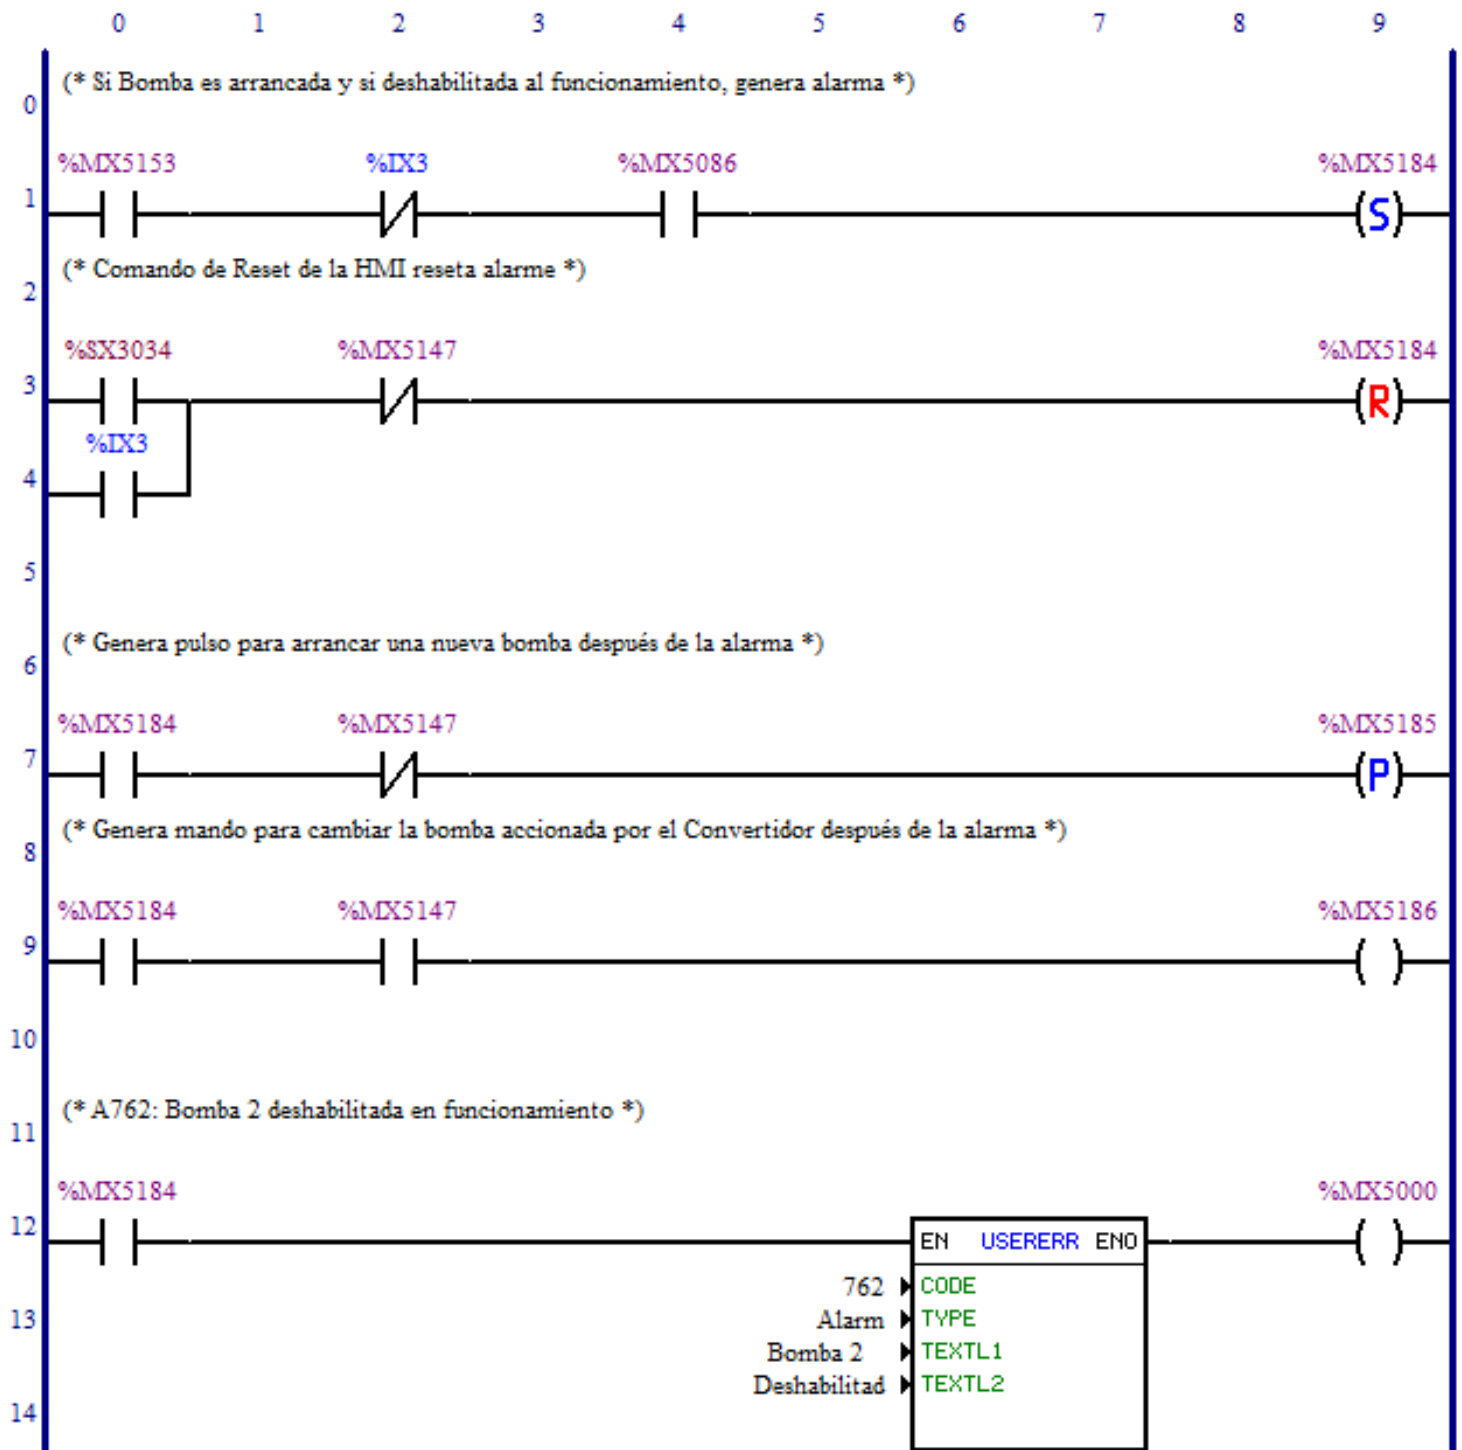 0 1 2 3 4 5 6 7 8 9
(* Si Bomba es arrancada y si deshabilitada al funcionamiento, genera alarma *)
0
%MX5153 %IX3 %MX5086 %MX5184
1 S
(* Comando de Reset de la HMI reseta alarme *)
2
%SX3034 %MX5147 %MX5184
3 R
%IX3
4
5
(* Genera pulso para arrancar una nueva bomba después de la alarma *)
6
%MX5184 %MX5147 %MX5185
7 P
(* Genera mando para cambiar la bomba accionada por el Convertidor después de la alarma *)
8
%MX5184 %MX5147 %MX5186
9
10
(* A762: Bomba 2 deshabilitada en funcionamiento *)
11
%MX5184 %MX5000
12 EN USERERR ENO
762 CODE
13 Alarm TYPE
Bomba 2 TEXTL1
Deshabilitad TEXTL2
14